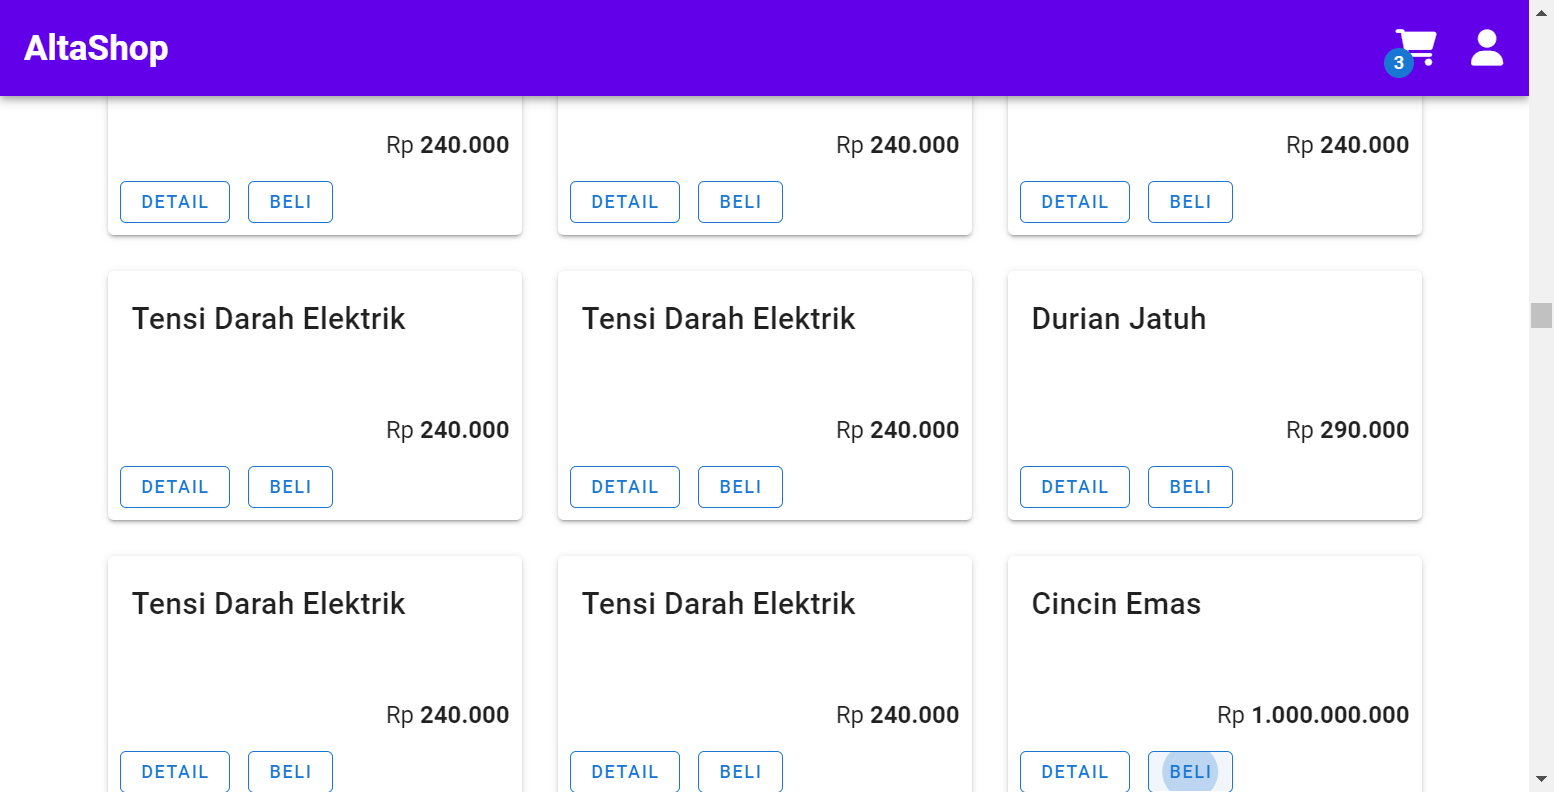 AltaShop
3
Rp 240.000
Rp 240.000
Rp 240.000
DETAIL BELI
DETAIL BELI
DETAIL BELI
Tensi Darah Elektrik
Rp 240.000
DETAIL BELI
Tensi Darah Elektrik
Rp 240.000
DETAIL BELI
Durian Jatuh
Rp 290.000
DETAIL BELI
Tensi Darah Elektrik
Rp 240.000
DETAIL BELI
Tensi Darah Elektrik
Rp 240.000
DETAIL BELI
Cincin Emas
Rp 1.000.000.000
DETAIL BELI